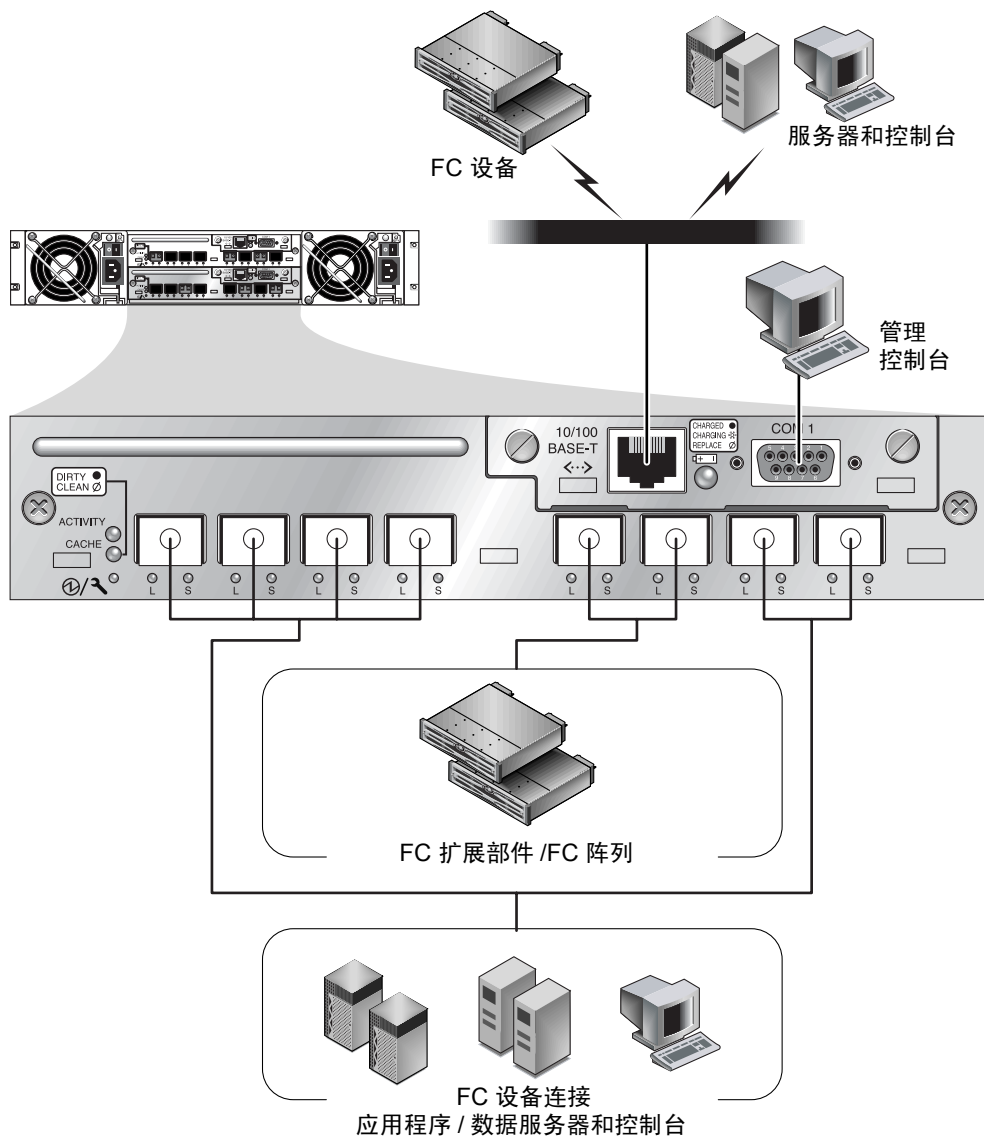 FC 设备
服务器和控制台
管理
控制台
10/100
BASE-T
<···>
CHARGED ●
CHARGING
REPLACE Ø
COM 1
DIRTY ●
CLEAN Ø
ACTIVITY
CACHE
L S L S L S L S L S L S L S L S
FC 扩展部件 /FC 阵列
FC 设备连接
应用程序 / 数据服务器和控制台